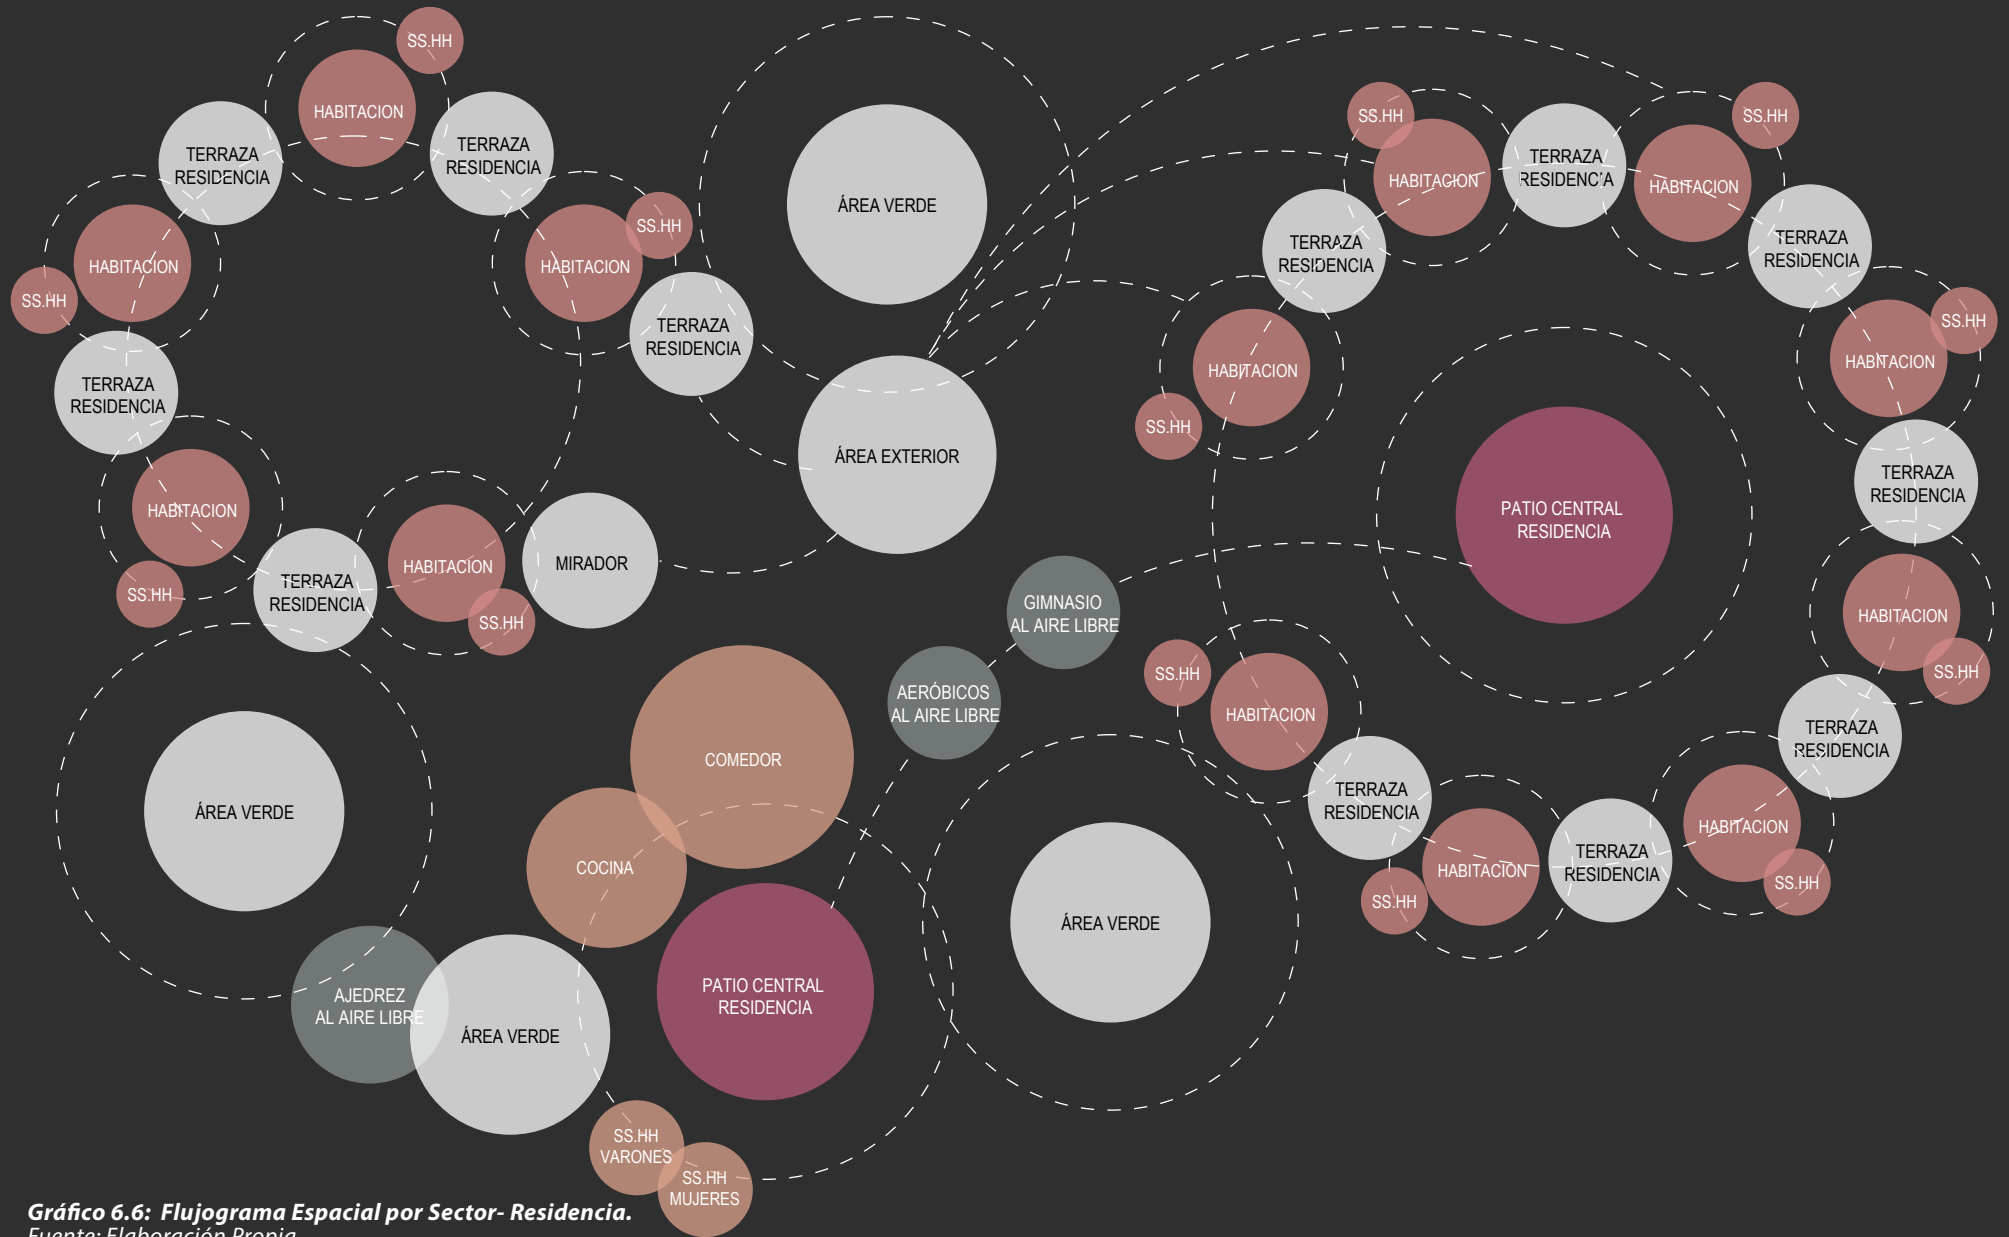 SS.HH
HABITACION
TERRAZA
RESIDENCIA
TERRAZA
RESIDENCIA
HABITACION
SS.HH
HABITACION
SS.HH
TERRAZA
RESIDENCIA
TERRAZA
RESIDENCIA
HABITACION
SS.HH
TERRAZA
RESIDENCIA
HABITACION
SS.HH
MIRADOR
ÁREA VERDE
ÁREA EXTERIOR
SS.HH
HABITACION
TERRAZA
RESIDENCIA
SS.HH
HABITACION
TERRAZA
RESIDENCIA
TERRAZA
RESIDENCIA
HABITACION
SS.HH
SS.HH
HABITACION
TERRAZA
RESIDENCIA
PATIO CENTRAL
RESIDENCIA
HABITACION
SS.HH
TERRAZA
RESIDENCIA
SS.HH
HABITACION
TERRAZA
RESIDENCIA
HABITACION
SS.HH
TERRAZA
RESIDENCIA
HABITACION
SS.HH
GIMNASIO
AL AIRE LIBRE
AERÓBICOS
AL AIRE LIBRE
COMEDOR
COCINA
ÁREA VERDE
ÁREA VERDE
AJEDREZ
AL AIRE LIBRE
ÁREA VERDE
PATIO CENTRAL
RESIDENCIA
SS.HH
VARONES
SS.HH
MUJERES
Gráfico 6.6: Flujograma Espacial por Sector- Residencia.
Fuente: Elaboración Propia